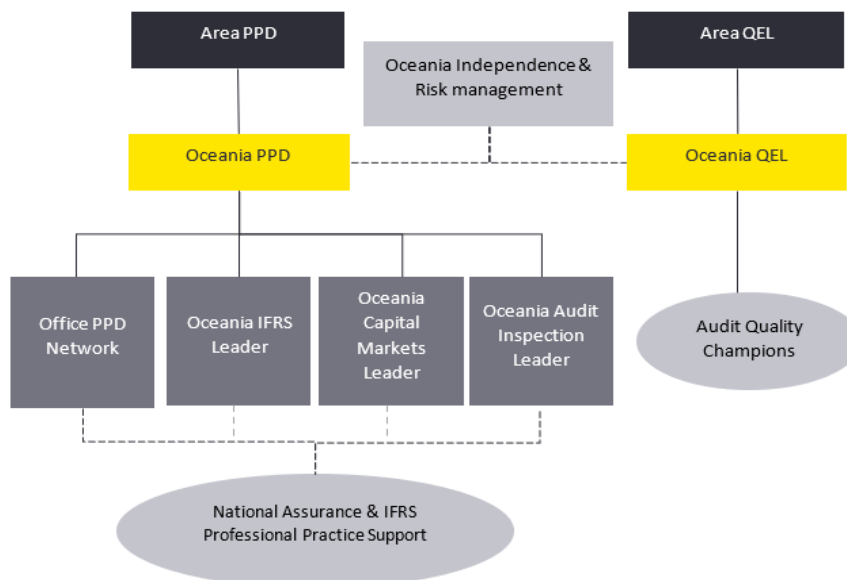 Area PPD
Oceania Independence &
Risk management
Area QEL
Oceania PPD
Oceania QEL
Office PPD
Network
Oceania IFRS
Leader
Oceania
Capital
Markets
Leader
Oceania Audit
Inspection
Leader
Audit Quality
Champions
National Assurance & IFRS
Professional Practice Support